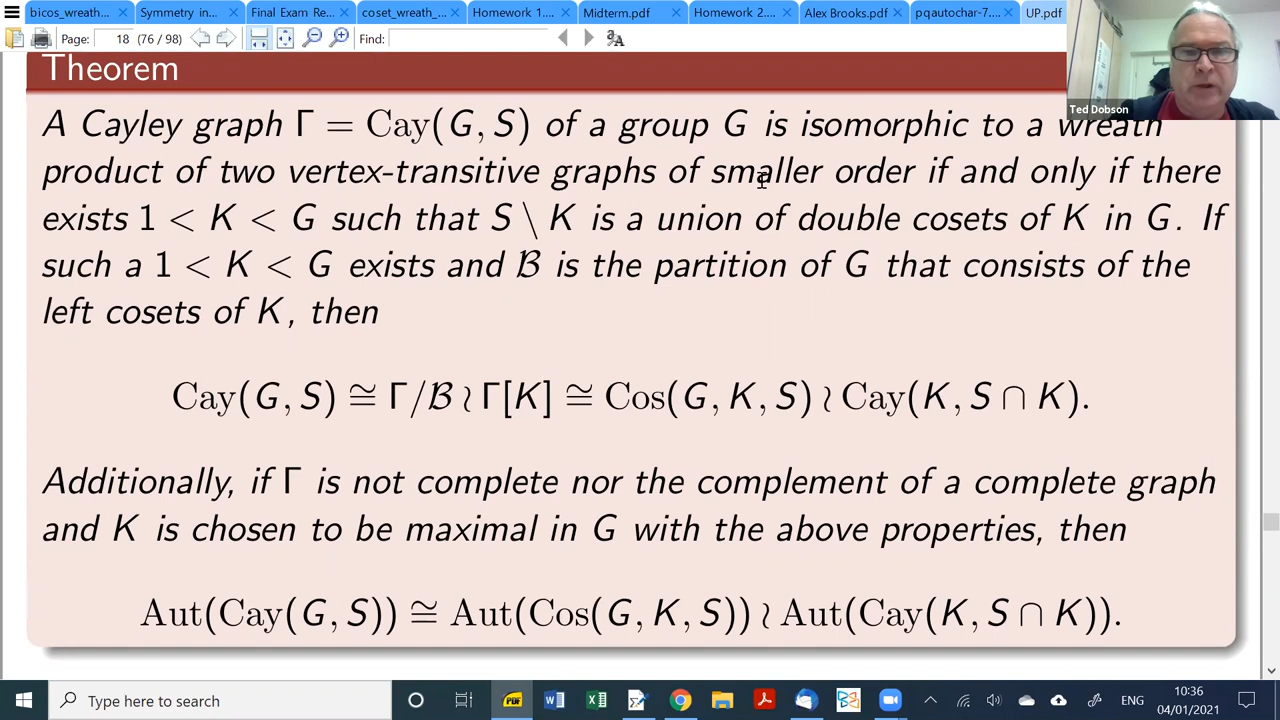 bicos_wreath... Symmetry in... Final Exam Re... coset_wreath_... Homework 1.... Midterm.pdf Homework 2.... Alex Brooks.pdf pqautochar-7.... UP.pdf
Page: 18 (76 / 98) Find:
Theorem
Ted Dobson
A Cayley graph Γ = Cay(G, S) of a group G is isomorphic to a wreath
product of two vertex-transitive graphs of smaller order if and only if there
exists 1 < K < G such that S \ K is a union of double cosets of K in G. If
such a 1 < K < G exists and ℬ is the partition of G that consists of the
left cosets of K, then
Cay(G, S) ≅ Γ/ℬ ≀ Γ[K] ≅ Cos(G, K, S) ≀ Cay(K, S ∩ K).
Additionally, if Γ is not complete nor the complement of a complete graph
and K is chosen to be maximal in G with the above properties, then
Aut(Cay(G, S)) ≅ Aut(Cos(G, K, S)) ≀ Aut(Cay(K, S ∩ K)).
Type here to search
ENG
10:36
04/01/2021